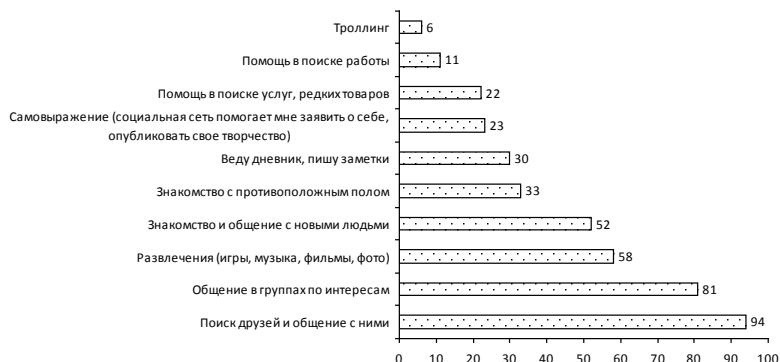 Троллинг 6
Помощь в поиске работы 11
Помощь в поиске услуг, редких товаров 22
Самовыражение (социальная сеть помогает мне заявить о себе,
опубликовать свое творчество) 23
Веду дневник, пишу заметки 30
Знакомство с противоположным полом 33
Знакомство и общение с новыми людьми 52
Развлечения (игры, музыка, фильмы, фото) 58
Общение в группах по интересам 81
Поиск друзей и общение с ними 94
0 10 20 30 40 50 60 70 80 90 100